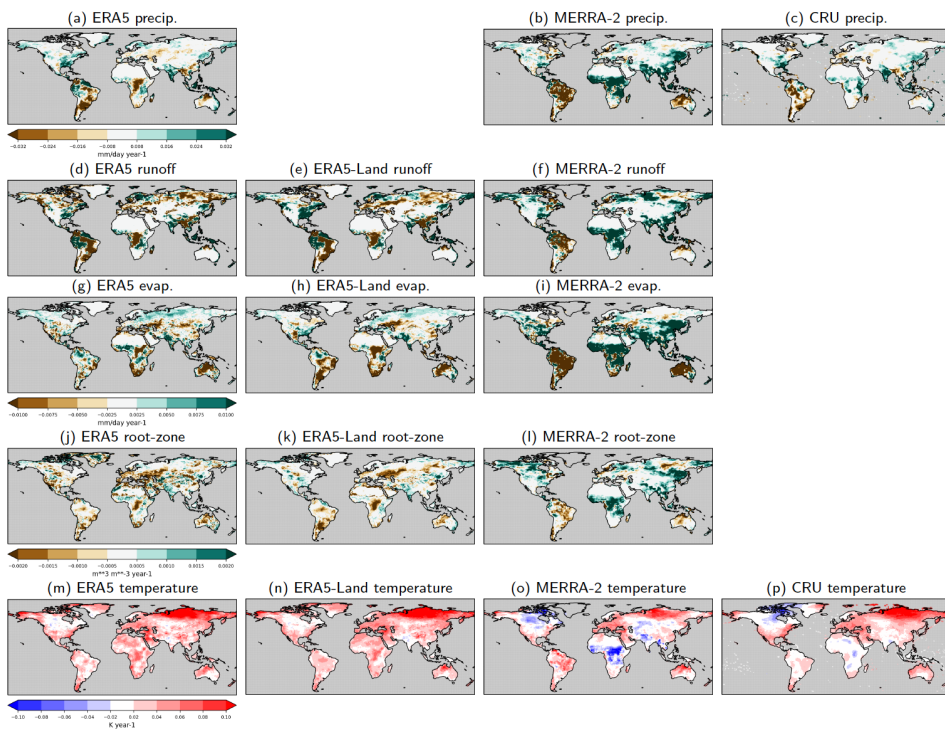 (a) ERA5 precip.
(b) MERRA-2 precip.
(c) CRU precip.
−0.032 −0.024 −0.016 −0.008 0.008 0.016 0.024 0.032
mm/day year-1
(d) ERA5 runoff
(e) ERA5-Land runoff
(f) MERRA-2 runoff
(g) ERA5 evap.
(h) ERA5-Land evap.
(i) MERRA-2 evap.
−0.0100 −0.0075 −0.0050 −0.0025 0.0025 0.0050 0.0075 0.0100
mm/day year-1
(j) ERA5 root-zone
(k) ERA5-Land root-zone
(l) MERRA-2 root-zone
−0.0020 −0.0015 −0.0010 −0.0005 0.0005 0.0010 0.0015 0.0020
m**3 m**-3 year-1
(m) ERA5 temperature
(n) ERA5-Land temperature
(o) MERRA-2 temperature
(p) CRU temperature
−0.10 −0.08 −0.06 −0.04 −0.02 0.02 0.04 0.06 0.08 0.10
K year-1